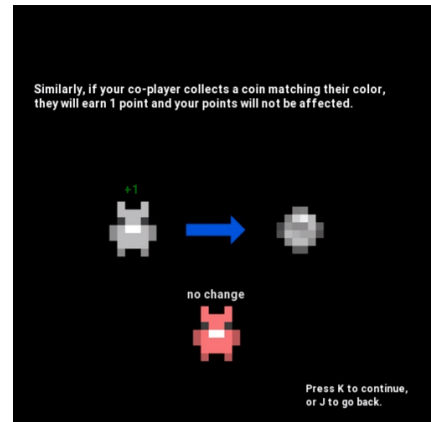 Similarly, if your co-player collects a coin matching their color,
they will earn 1 point and your points will not be affected.
+1
no change
Press K to continue,
or J to go back.